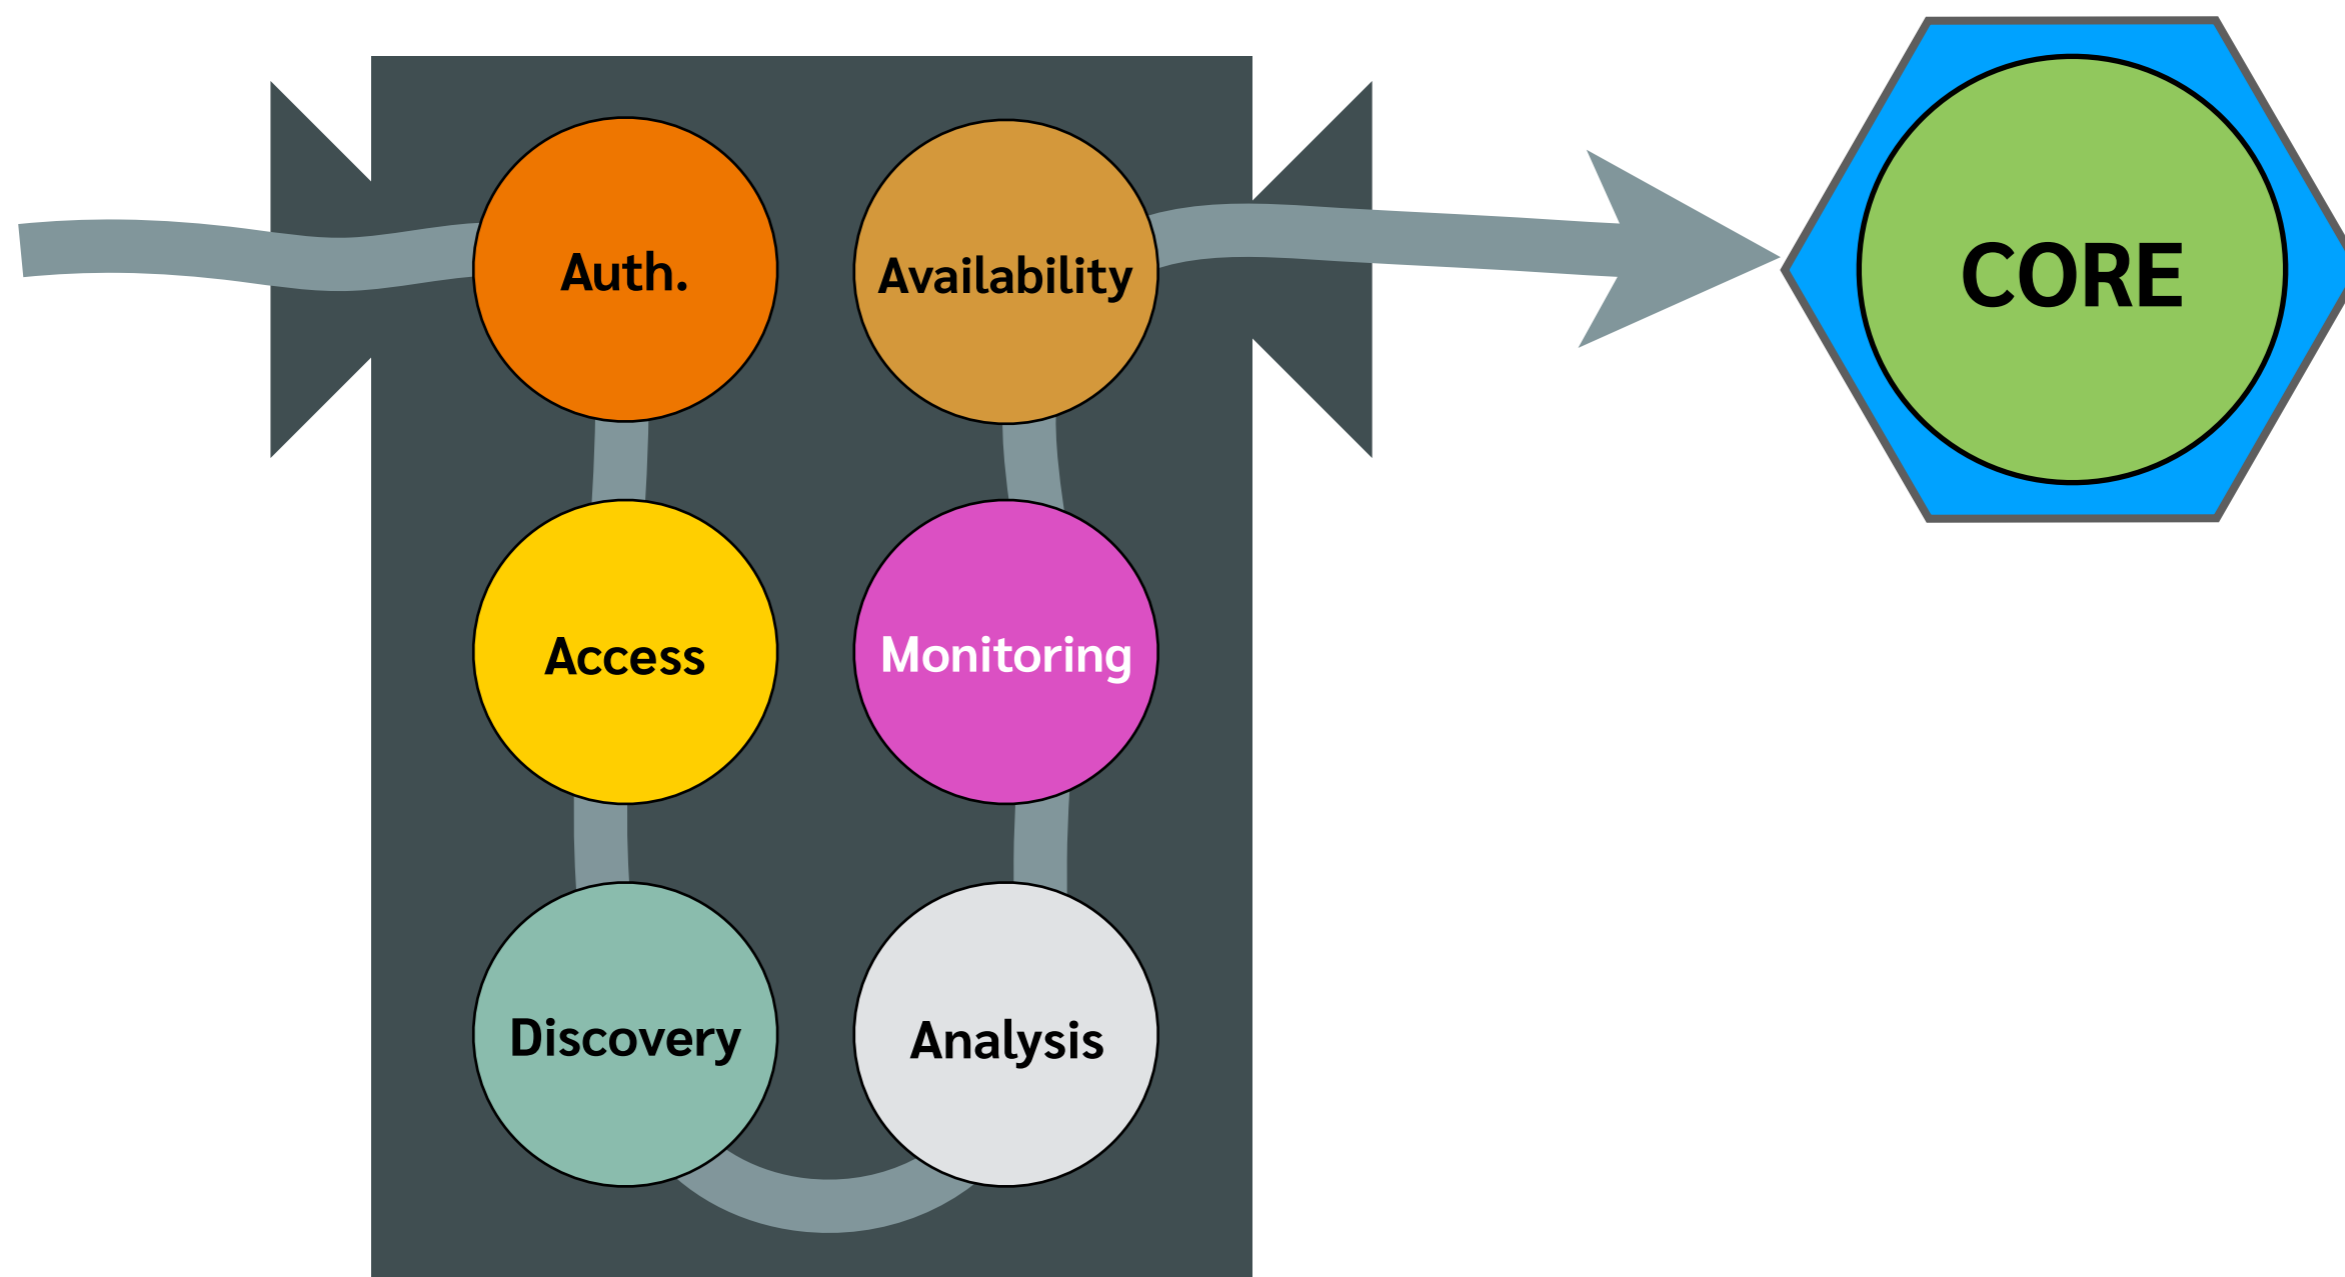 Auth.
Availability
CORE
Access
Monitoring
Discovery
Analysis